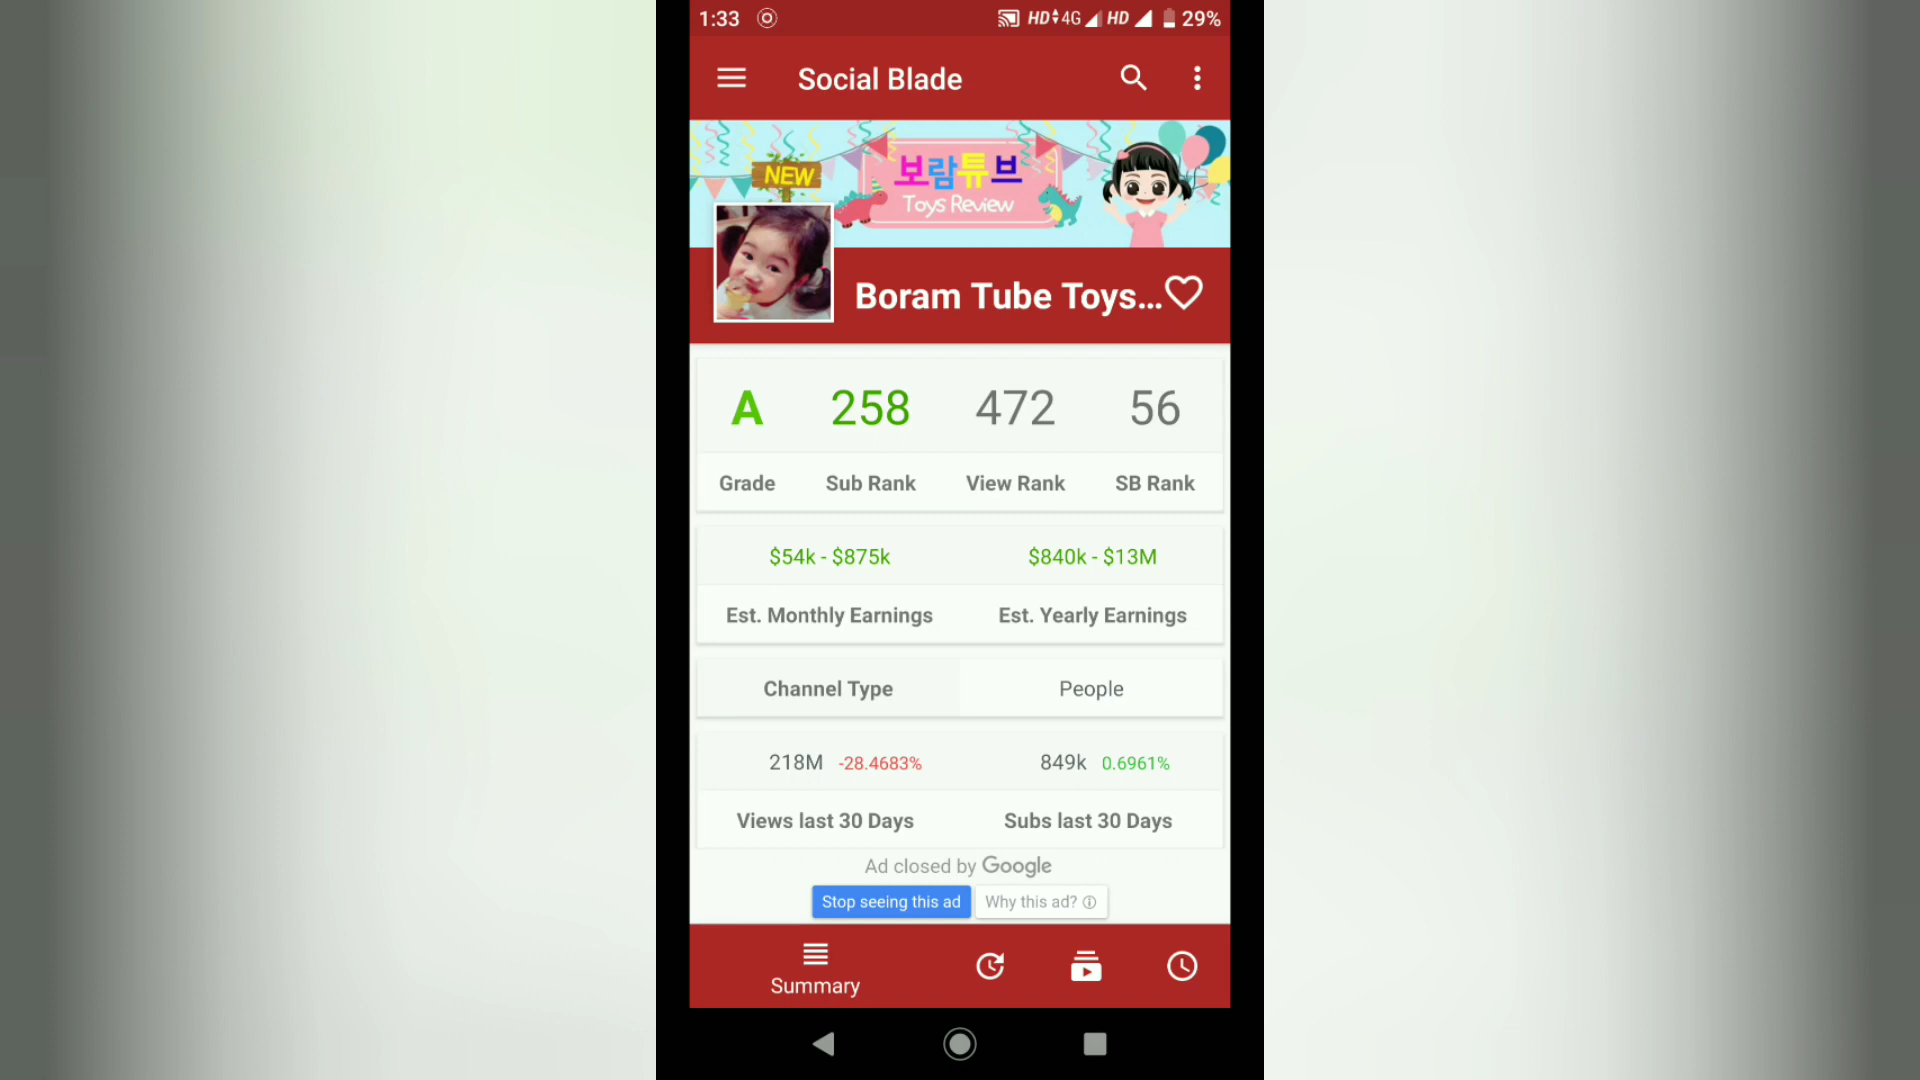 1:33 HD 4G HD 29%
Social Blade
NEW
보람튜브
Toys Review
Boram Tube Toys...
A 258 472 56
Grade Sub Rank View Rank SB Rank
$54k - $875k $840k - $13M
Est. Monthly Earnings Est. Yearly Earnings
Channel Type People
218M -28.4683% 849k 0.6961%
Views last 30 Days Subs last 30 Days
Ad closed by Google
Stop seeing this ad Why this ad?
Summary